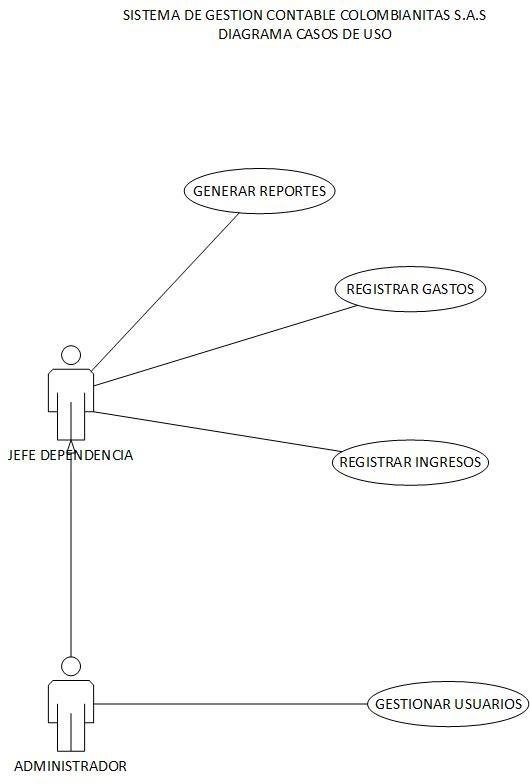 SISTEMA DE GESTION CONTABLE COLOMBIANITAS S.A.S
DIAGRAMA CASOS DE USO
GENERAR REPORTES
REGISTRAR GASTOS
JEFE DEPENDENCIA
REGISTRAR INGRESOS
GESTIONAR USUARIOS
ADMINISTRADOR